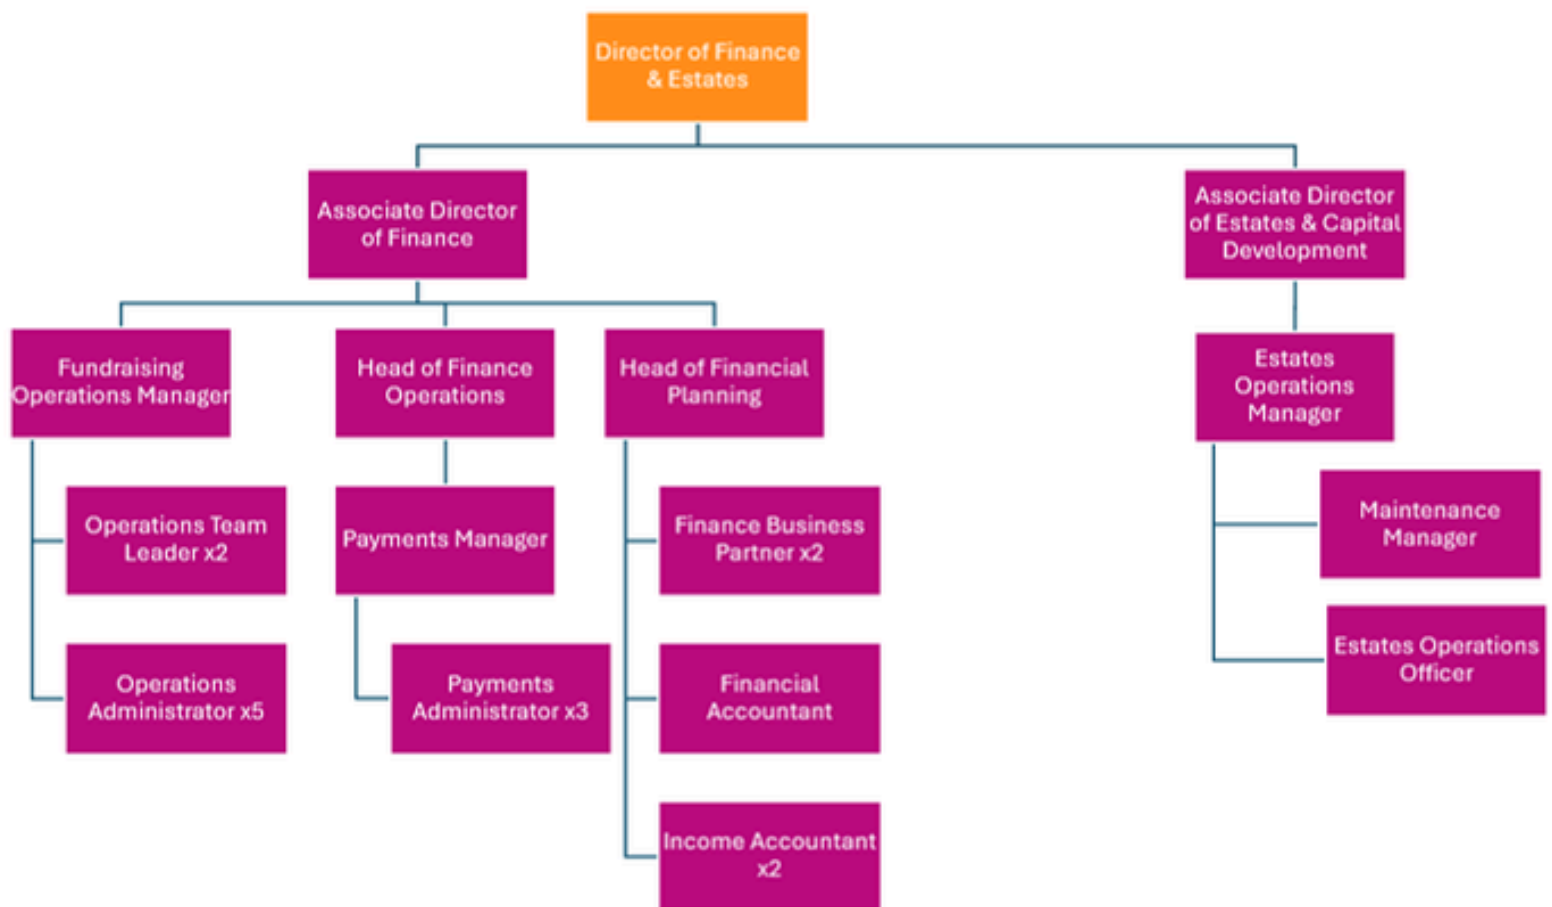 Director of Finance
& Estates
Associate Director
of Finance
Associate Director
of Estates & Capital
Development
Fundraising
Operations Manager
Head of Finance
Operations
Head of Financial
Planning
Estates
Operations
Manager
Operations Team
Leader x2
Payments Manager
Finance Business
Partner x2
Maintenance
Manager
Operations
Administrator x5
Payments
Administrator x3
Financial
Accountant
Estates Operations
Officer
Income Accountant
x2